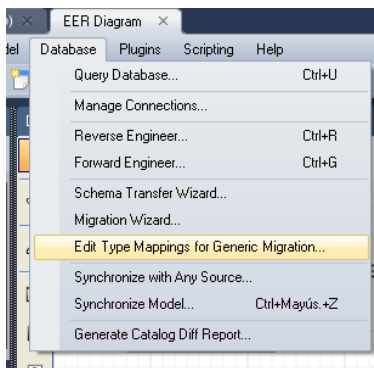 EER Diagram
Database Plugins Scripting Help
Query Database... Ctrl+U
Manage Connections...
Reverse Engineer... Ctrl+R
Forward Engineer... Ctrl+G
Schema Transfer Wizard...
Migration Wizard...
Edit Type Mappings for Generic Migration...
Synchronize with Any Source...
Synchronize Model... Ctrl+Mayús.+Z
Generate Catalog Diff Report...